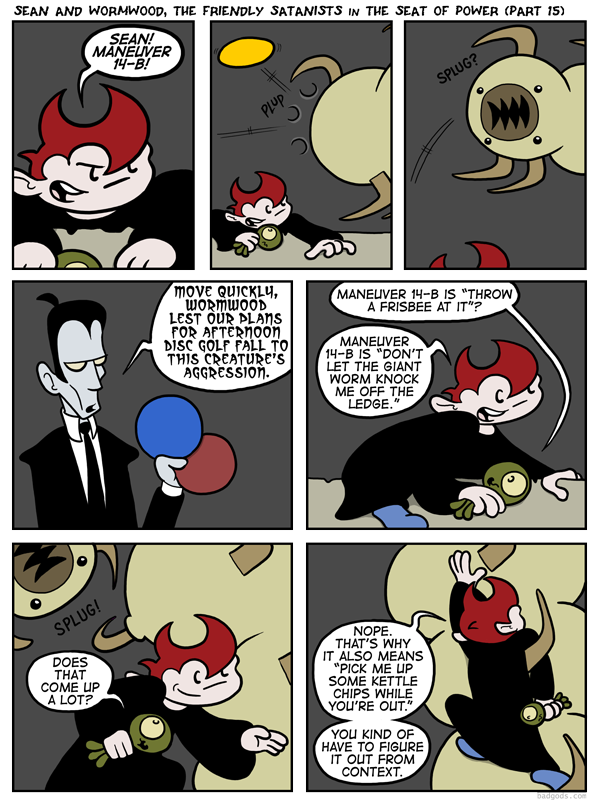 SEAN AND WORMWOOD, THE FRIENDLY SATANISTS IN THE SEAT OF POWER (PART 15)
SEAN!
MANEUVER
14-B!
PLUP
SPLUG?
MOVE QUICKLY,
WORMWOOD
LEST OUR PLANS
FOR AFTERNOON
DISC GOLF FALL TO
THIS CREATURE'S
AGGRESSION.
MANEUVER 14-B IS "THROW
A FRISBEE AT IT"?
MANEUVER
14-B IS "DON'T
LET THE GIANT
WORM KNOCK
ME OFF THE
LEDGE."
SPLUG!
DOES
THAT
COME UP
A LOT?
NOPE.
THAT'S WHY
IT ALSO MEANS
"PICK ME UP
SOME KETTLE
CHIPS WHILE
YOU'RE OUT."
YOU KIND OF
HAVE TO FIGURE
IT OUT FROM
CONTEXT.
badgods.com